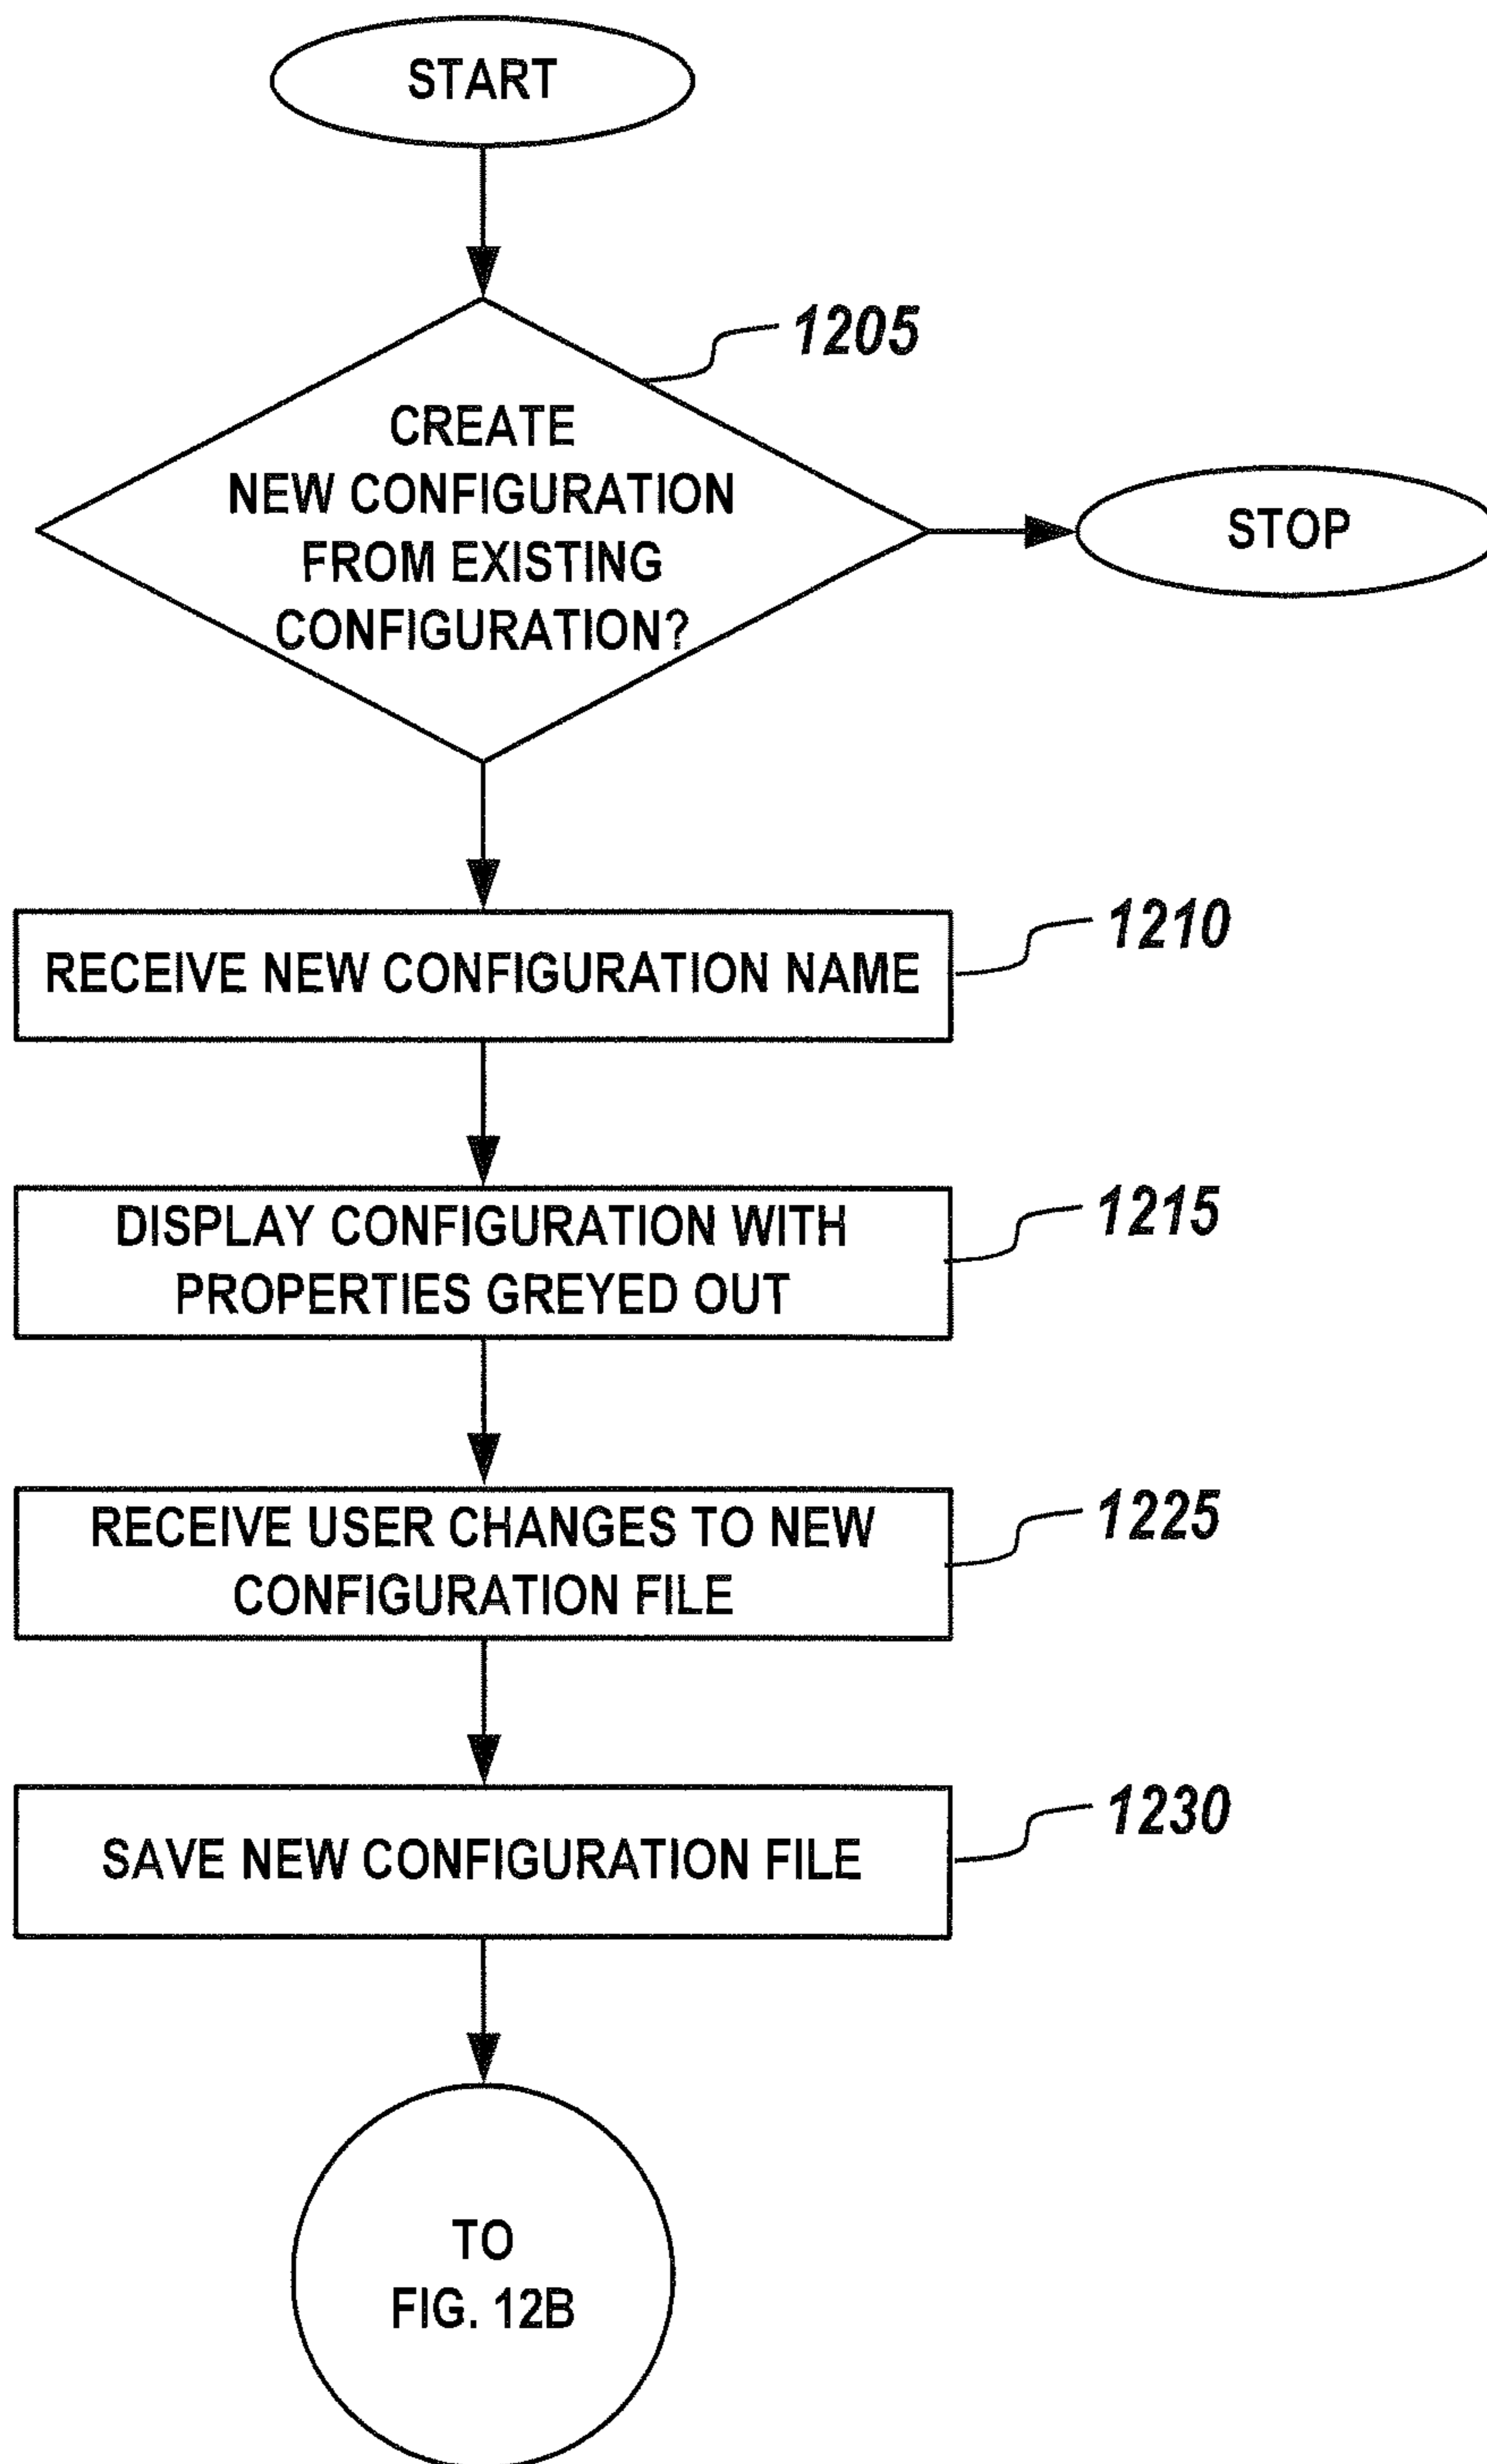 START
1205
CREATE
NEW CONFIGURATION
FROM EXISTING
CONFIGURATION?
STOP
1210
RECEIVE NEW CONFIGURATION NAME
1215
DISPLAY CONFIGURATION WITH
PROPERTIES GREYED OUT
1225
RECEIVE USER CHANGES TO NEW
CONFIGURATION FILE
1230
SAVE NEW CONFIGURATION FILE
TO
FIG. 12B